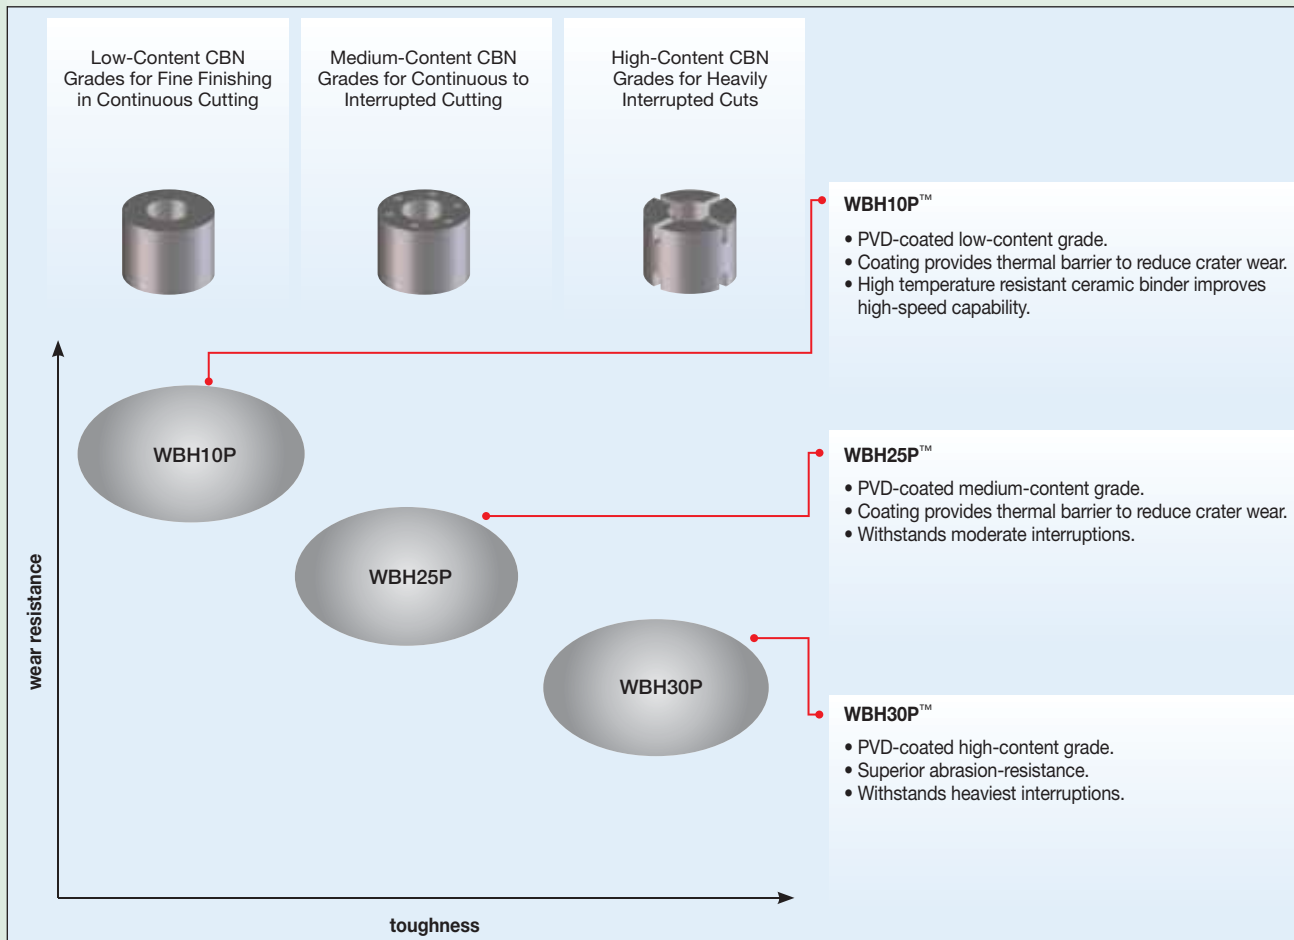 Low-Content CBN
Grades for Fine Finishing
in Continuous Cutting
Medium-Content CBN
Grades for Continuous to
Interrupted Cutting
High-Content CBN
Grades for Heavily
Interrupted Cuts
WBH10P™
• PVD-coated low-content grade.
• Coating provides thermal barrier to reduce crater wear.
• High temperature resistant ceramic binder improves
high-speed capability.
WBH10P
WBH25P™
• PVD-coated medium-content grade.
• Coating provides thermal barrier to reduce crater wear.
• Withstands moderate interruptions.
WBH25P
WBH30P
WBH30P™
• PVD-coated high-content grade.
• Superior abrasion-resistance.
• Withstands heaviest interruptions.
wear resistance
toughness